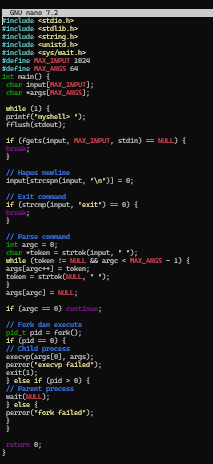 GNU nano 7.2
#include <stdio.h>
#include <stdlib.h>
#include <string.h>
#include <unistd.h>
#include <sys/wait.h>
#define MAX_INPUT 1024
#define MAX_ARGS 64
int main() {
char input[MAX_INPUT];
char *args[MAX_ARGS];
while (1) {
printf("myshell> ");
fflush(stdout);
if (fgets(input, MAX_INPUT, stdin) == NULL) {
break;
}
// Hapus newline
input[strcspn(input, "\n")] = 0;
// Exit command
if (strcmp(input, "exit") == 0) {
break;
}
// Parse command
int argc = 0;
char *token = strtok(input, " ");
while (token != NULL && argc < MAX_ARGS - 1) {
args[argc++] = token;
token = strtok(NULL, " ");
}
args[argc] = NULL;
if (argc == 0) continue;
// Fork dan execute
pid_t pid = fork();
if (pid == 0) {
// Child process
execvp(args[0], args);
perror("execvp failed");
exit(1);
} else if (pid > 0) {
// Parent process
wait(NULL);
} else {
perror("fork failed");
}
}
return 0;
}